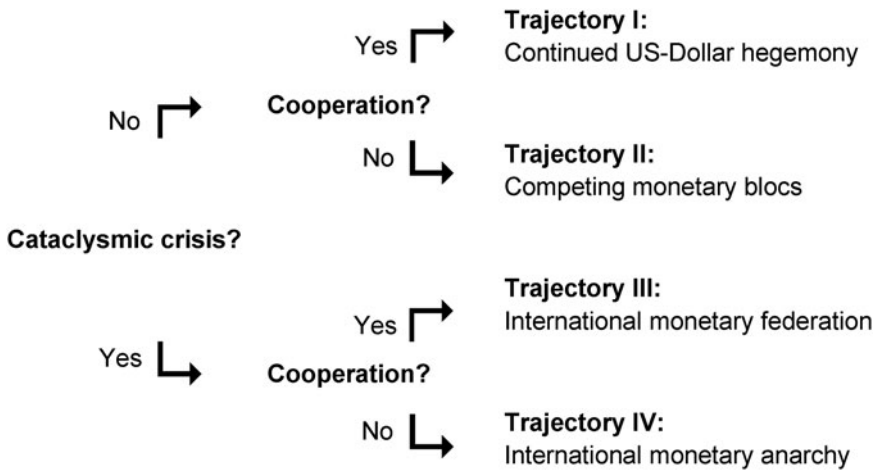 Yes
Trajectory I:
Continued US-Dollar hegemony
No
Cooperation?
No
Trajectory II:
Competing monetary blocs
Cataclysmic crisis?
Yes
Trajectory III:
International monetary federation
Yes
Cooperation?
No
Trajectory IV:
International monetary anarchy